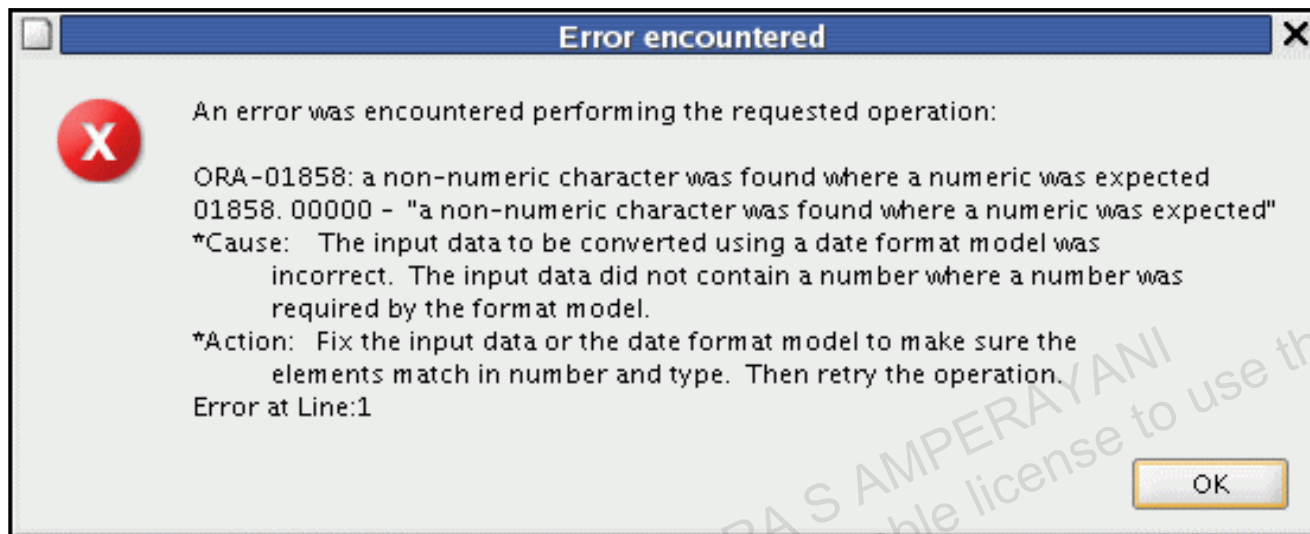 Error encountered
An error was encountered performing the requested operation:
ORA-01858: a non-numeric character was found where a numeric was expected
01858. 00000 - "a non-numeric character was found where a numeric was expected"
*Cause: The input data to be converted using a date format model was
incorrect. The input data did not contain a number where a number was
required by the format model.
*Action: Fix the input data or the date format model to make sure the
elements match in number and type. Then retry the operation.
Error at Line:1
S AMPERAYANI
license to use
OK